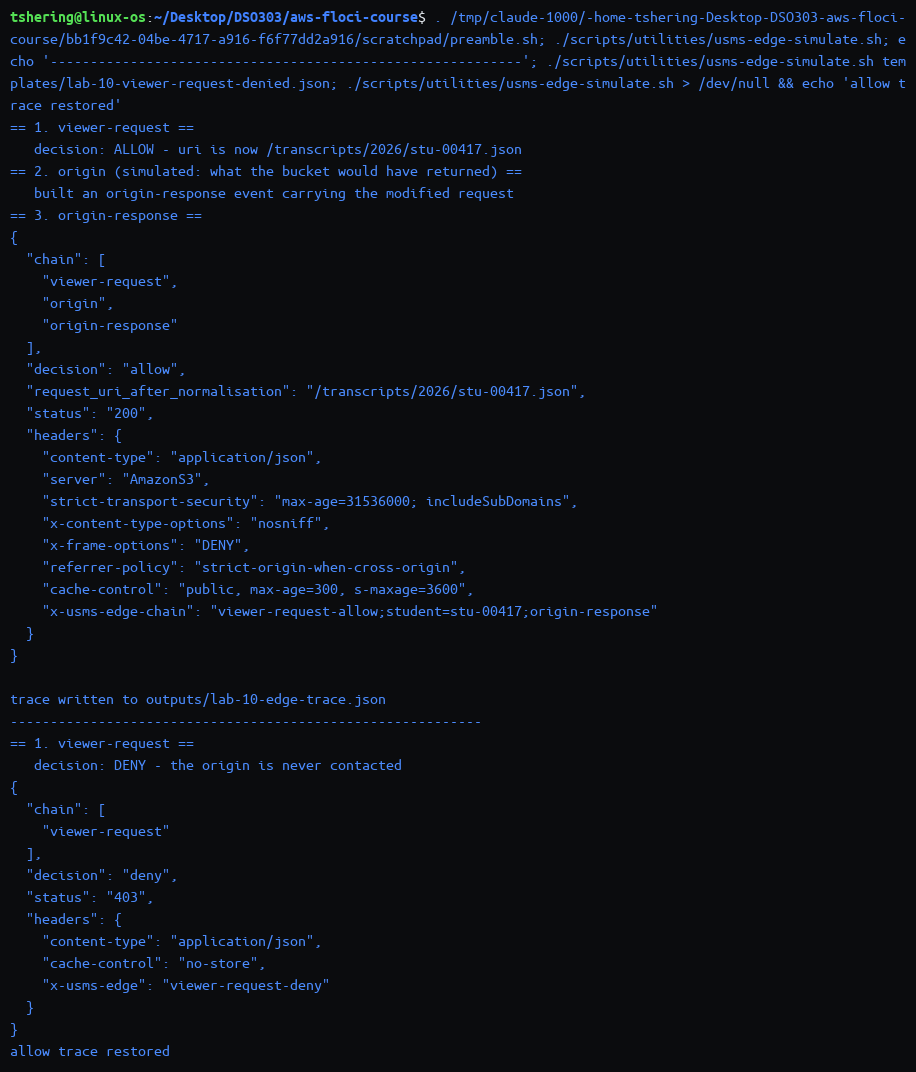 tshering@linux-os:~/Desktop/DSO303/aws-floci-course$ . /tmp/claude-1000/-home-tshering-Desktop-DSO303-aws-floci-
course/bb1f9c42-04be-4717-a916-f6f77dd2a916/scratchpad/preamble.sh; ./scripts/utilities/usms-edge-simulate.sh; e
cho '-----------------------------------------------------------'; ./scripts/utilities/usms-edge-simulate.sh tem
plates/lab-10-viewer-request-denied.json; ./scripts/utilities/usms-edge-simulate.sh > /dev/null && echo 'allow t
race restored'
== 1. viewer-request ==
   decision: ALLOW - uri is now /transcripts/2026/stu-00417.json
== 2. origin (simulated: what the bucket would have returned) ==
   built an origin-response event carrying the modified request
== 3. origin-response ==
{
  "chain": [
    "viewer-request",
    "origin",
    "origin-response"
  ],
  "decision": "allow",
  "request_uri_after_normalisation": "/transcripts/2026/stu-00417.json",
  "status": "200",
  "headers": {
    "content-type": "application/json",
    "server": "AmazonS3",
    "strict-transport-security": "max-age=31536000; includeSubDomains",
    "x-content-type-options": "nosniff",
    "x-frame-options": "DENY",
    "referrer-policy": "strict-origin-when-cross-origin",
    "cache-control": "public, max-age=300, s-maxage=3600",
    "x-usms-edge-chain": "viewer-request-allow;student=stu-00417;origin-response"
  }
}

trace written to outputs/lab-10-edge-trace.json
-----------------------------------------------------------
== 1. viewer-request ==
   decision: DENY - the origin is never contacted
{
  "chain": [
    "viewer-request"
  ],
  "decision": "deny",
  "status": "403",
  "headers": {
    "content-type": "application/json",
    "cache-control": "no-store",
    "x-usms-edge": "viewer-request-deny"
  }
}
allow trace restored